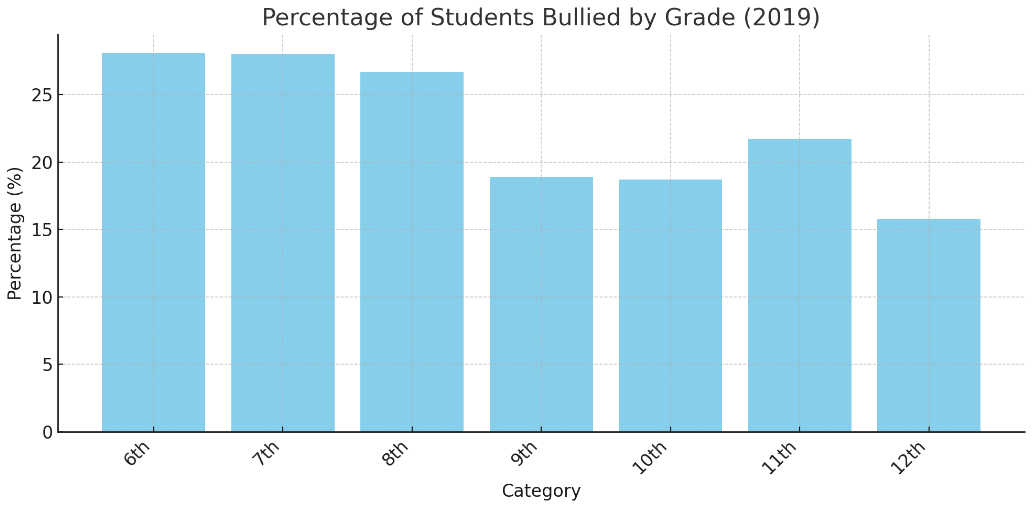 Percentage of Students Bullied by Grade (2019)
Percentage (%)
25
20
15
10
5
0
6th
7th
8th
9th
10th
11th
12th
Category